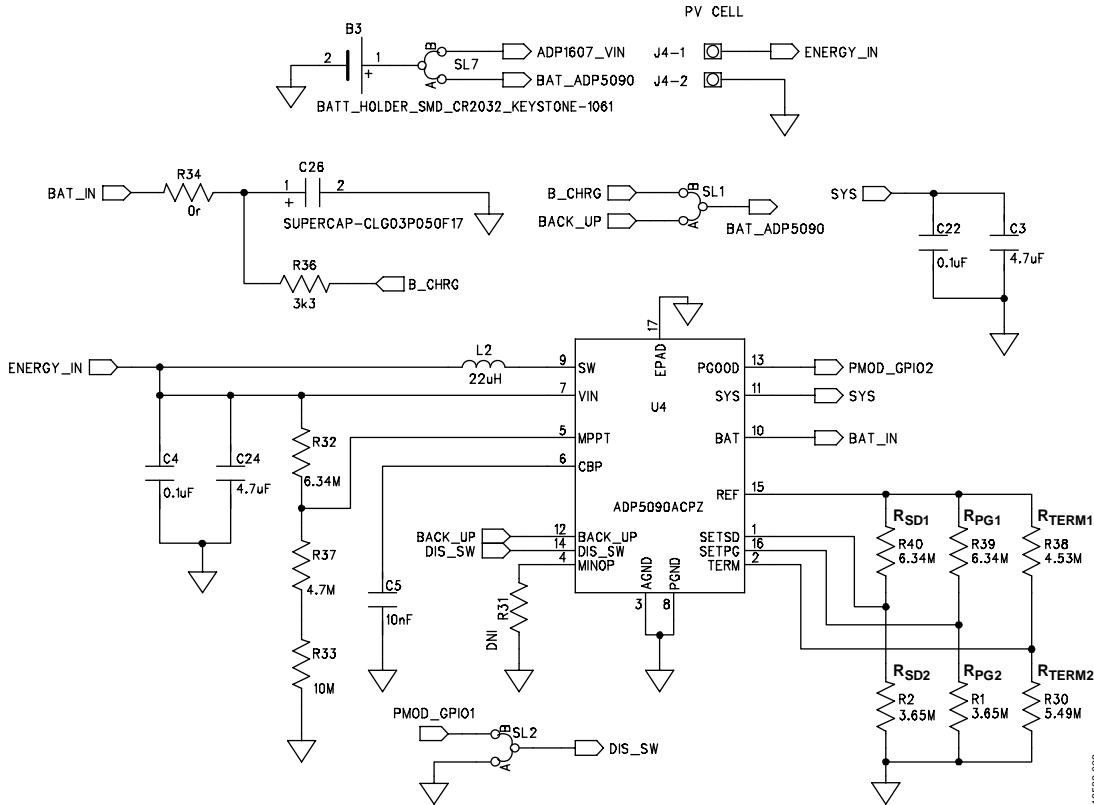 PV CELL
B3
2
1
+
B
A
SL7
ADP1607_VIN
BAT_ADP5090
J4-1
J4-2
ENERGY_IN
BATT_HOLDER_SMD_CR2032_KEYSTONE-1061
BAT_IN
R34
0r
C26
1
+
2
SUPERCAP-CLG03P050F17
R36
3k3
B_CHRG
B_CHRG
BACK_UP
B
A
SL1
BAT_ADP5090
SYS
C22
0.1uF
C3
4.7uF
ENERGY_IN
L2
22uH
17
EPAD
9
SW
7
VIN
5
MPPT
6
CBP
U4
ADP5090ACPZ
PGOOD
13
PMOD_GPIO2
SYS
11
SYS
BAT
10
BAT_IN
REF
15
SETSD
1
SETPG
16
TERM
2
BACK_UP
12
BACK_UP
DIS_SW
14
DIS_SW
4
MINOP
AGND
3
PGND
8
R31
DNI
C4
0.1uF
C24
4.7uF
R32
6.34M
R37
4.7M
R33
10M
C5
10nF
RSD1
R40
6.34M
RPG1
R39
6.34M
RTERM1
R38
4.53M
RSD2
R2
3.65M
RPG2
R1
3.65M
RTERM2
R30
5.49M
PMOD_GPIO1
B
A
SL2
DIS_SW